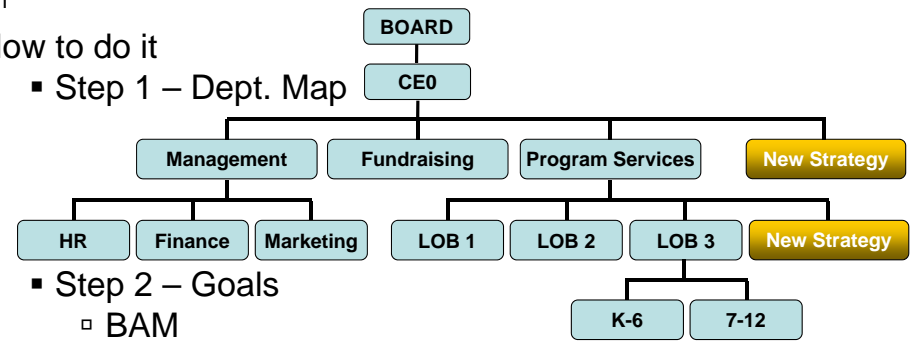 BOARD
low to do it
Step 1 – Dept. Map
CE0
Management Fundraising Program Services New Strategy
HR Finance Marketing LOB 1 LOB 2 LOB 3 New Strategy
Step 2 – Goals
K-6 7-12
BAM